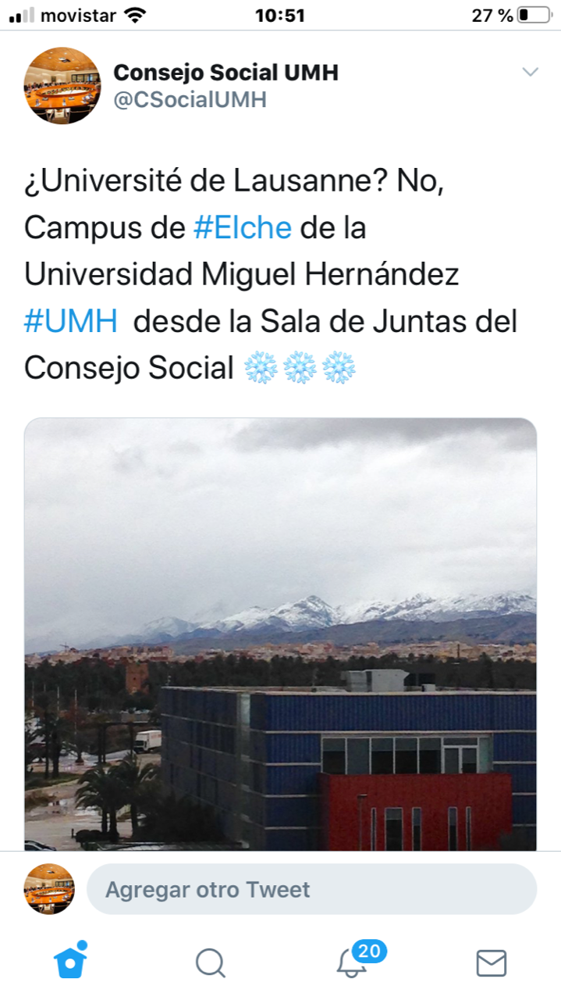 movistar 10:51 27 %
Consejo Social UMH
@CSocialUMH
¿Université de Lausanne? No,
Campus de #Elche de la
Universidad Miguel Hernández
#UMH desde la Sala de Juntas del
Consejo Social ❄️❄️❄️
Agregar otro Tweet
20